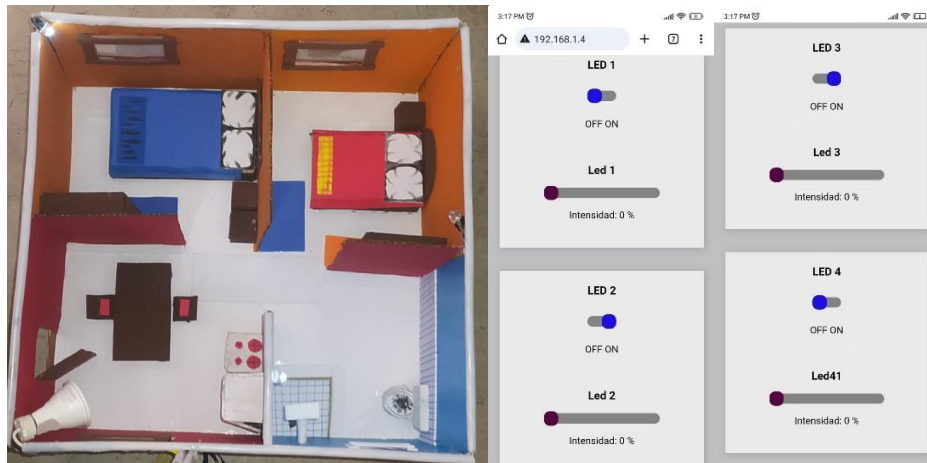 3:17 PM
192.168.1.4
7
LED 1
OFF ON
Led 1
Intensidad: 0 %
LED 2
OFF ON
Led 2
Intensidad: 0 %
3:17 PM
LED 3
OFF ON
Led 3
Intensidad: 0 %
LED 4
OFF ON
Led41
Intensidad: 0 %